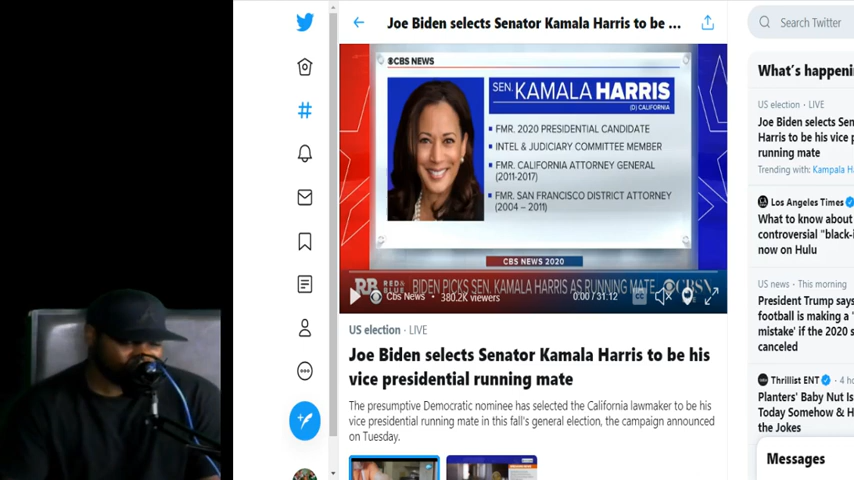 Joe Biden selects Senator Kamala Harris to be ...
CBS NEWS
SEN. KAMALA HARRIS
(D) CALIFORNIA
FMR. 2020 PRESIDENTIAL CANDIDATE
INTEL & JUDICIARY COMMITTEE MEMBER
FMR. CALIFORNIA ATTORNEY GENERAL
(2011-2017)
FMR. SAN FRANCISCO DISTRICT ATTORNEY
(2004 – 2011)
CBS NEWS 2020
RB RED & BLUE BIDEN PICKS SEN. KAMALA HARRIS AS RUNNING MATE CBSN
CBS News · 380.2K viewers
0:00 / 31:12
US election · LIVE
Joe Biden selects Senator Kamala Harris to be his
vice presidential running mate
The presumptive Democratic nominee has selected the California lawmaker to be his
vice presidential running mate in this fall's general election, the campaign announced
on Tuesday.
Search Twitter
What's happeni
US election · LIVE
Joe Biden selects Sen
Harris to be his vice p
running mate
Trending with: Kampala H
Los Angeles Times
What to know about
controversial "black-i
now on Hulu
US news · This morning
President Trump says
football is making a '
mistake' if the 2020 s
canceled
Thrillist ENT · 4 ho
Planters' Baby Nut Is
Today Somehow & H
the Jokes
Messages